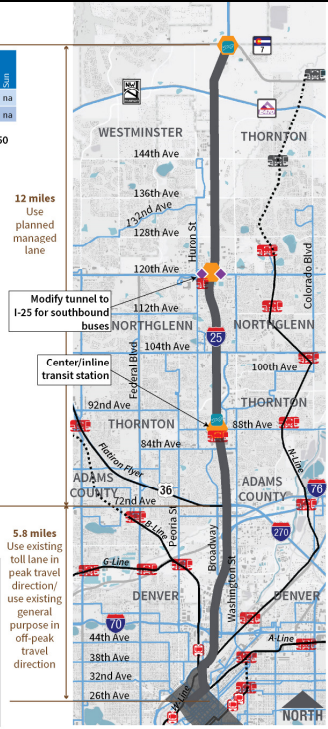 Sun
na
na
50
7
NW
WESTMINSTER
THORNTON
144th Ave
136th Ave
132nd Ave
128th Ave
Huron St
12 miles
Use
planned
managed
lane
120th Ave
Colorado Blvd
Modify tunnel to
I-25 for southbound
buses
112th Ave
NORTHGLENN
NORTHGLENN
25
104th Ave
Center/inline
transit station
Federal Blvd
100th Ave
THORNTON
92nd Ave
THORNTON
88th Ave
84th Ave
Flatiron Flyer
N-Line
ADAMS
COUNTY
36
ADAMS
COUNTY
76
72nd Ave
B-Line
Peoria St
5.8 miles
Use existing
toll lane in
peak travel
direction/
use existing
general
purpose in
off-peak
travel
direction
270
Broadway
Washington St
G-Line
DENVER
DENVER
70
44th Ave
A-Line
38th Ave
32nd Ave
26th Ave
W-Line
NORTH